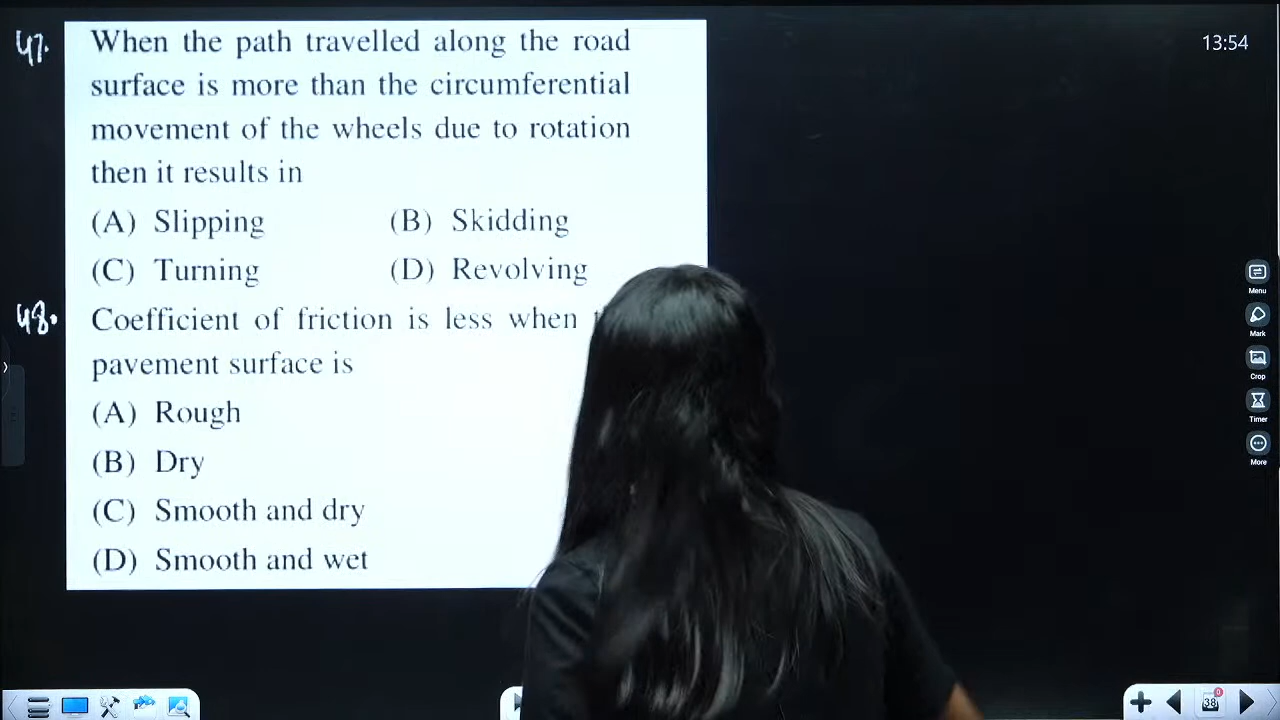 47. When the path travelled along the road
13:54
surface is more than the circumferential
movement of the wheels due to rotation
then it results in
(A) Slipping (B) Skidding
(C) Turning (D) Revolving
48. Coefficient of friction is less when
pavement surface is
(A) Rough
(B) Dry
(C) Smooth and dry
(D) Smooth and wet
Menu
Mark
Crop
Timer
More
38
0